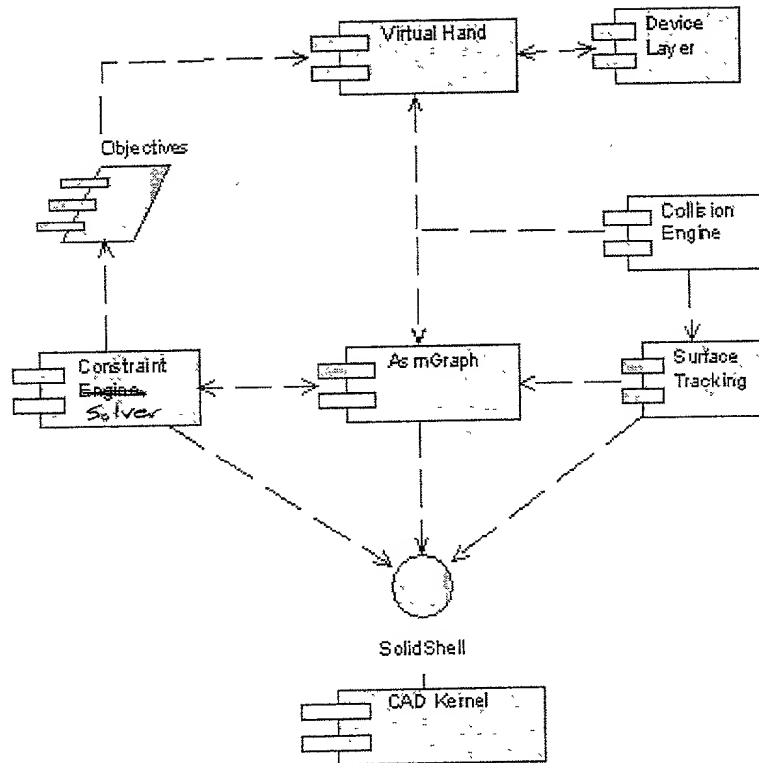 Virtual Hand
Device
Layer
Objectives
Collision
Engine
Constraint
Engine
Solver
AsmGraph
Surface
Tracking
SolidShell
CAD Kernel